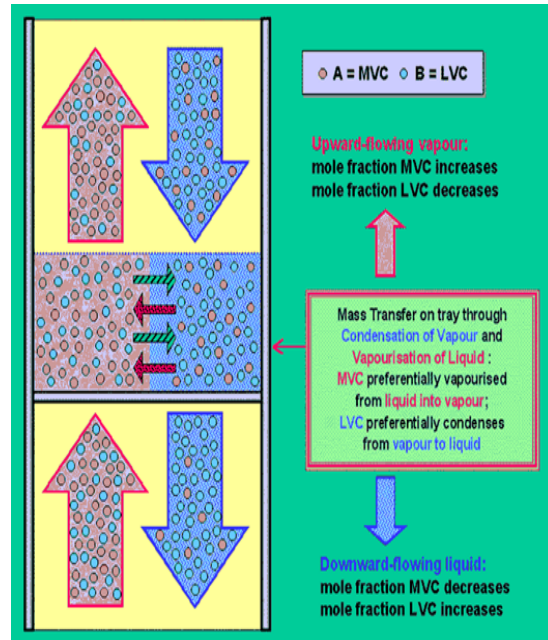 A = MVC B = LVC
Upward-flowing vapour:
mole fraction MVC increases
mole fraction LVC decreases
Mass Transfer on tray through
Condensation of Vapour and
Vapourisation of Liquid :
MVC preferentially vapourised
from liquid into vapour;
LVC preferentially condenses
from vapour to liquid
Downward-flowing liquid:
mole fraction MVC decreases
mole fraction LVC increases